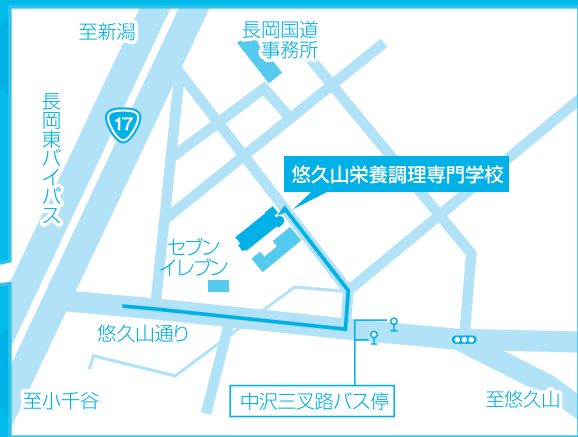 至新潟
長岡国道
事務所
長岡東バイパス
17
悠久山栄養調理専門学校
セブン
イレブン
悠久山通り
至小千谷
中沢三叉路バス停
至悠久山